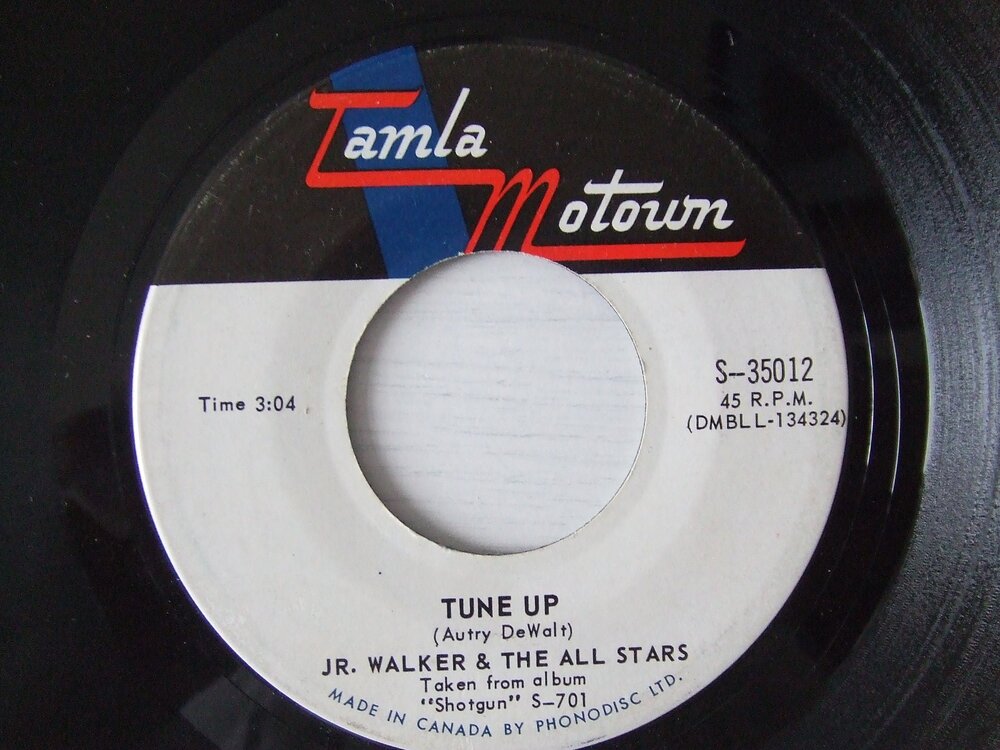 Tamla
Motown
S-35012
Time 3:04
45 R.P.M.
(DMBLL-134324)
TUNE UP
(Autry DeWalt)
JR. WALKER & THE ALL STARS
Taken from album
"Shotgun" S-701
MADE IN CANADA BY PHONODISC LTD.